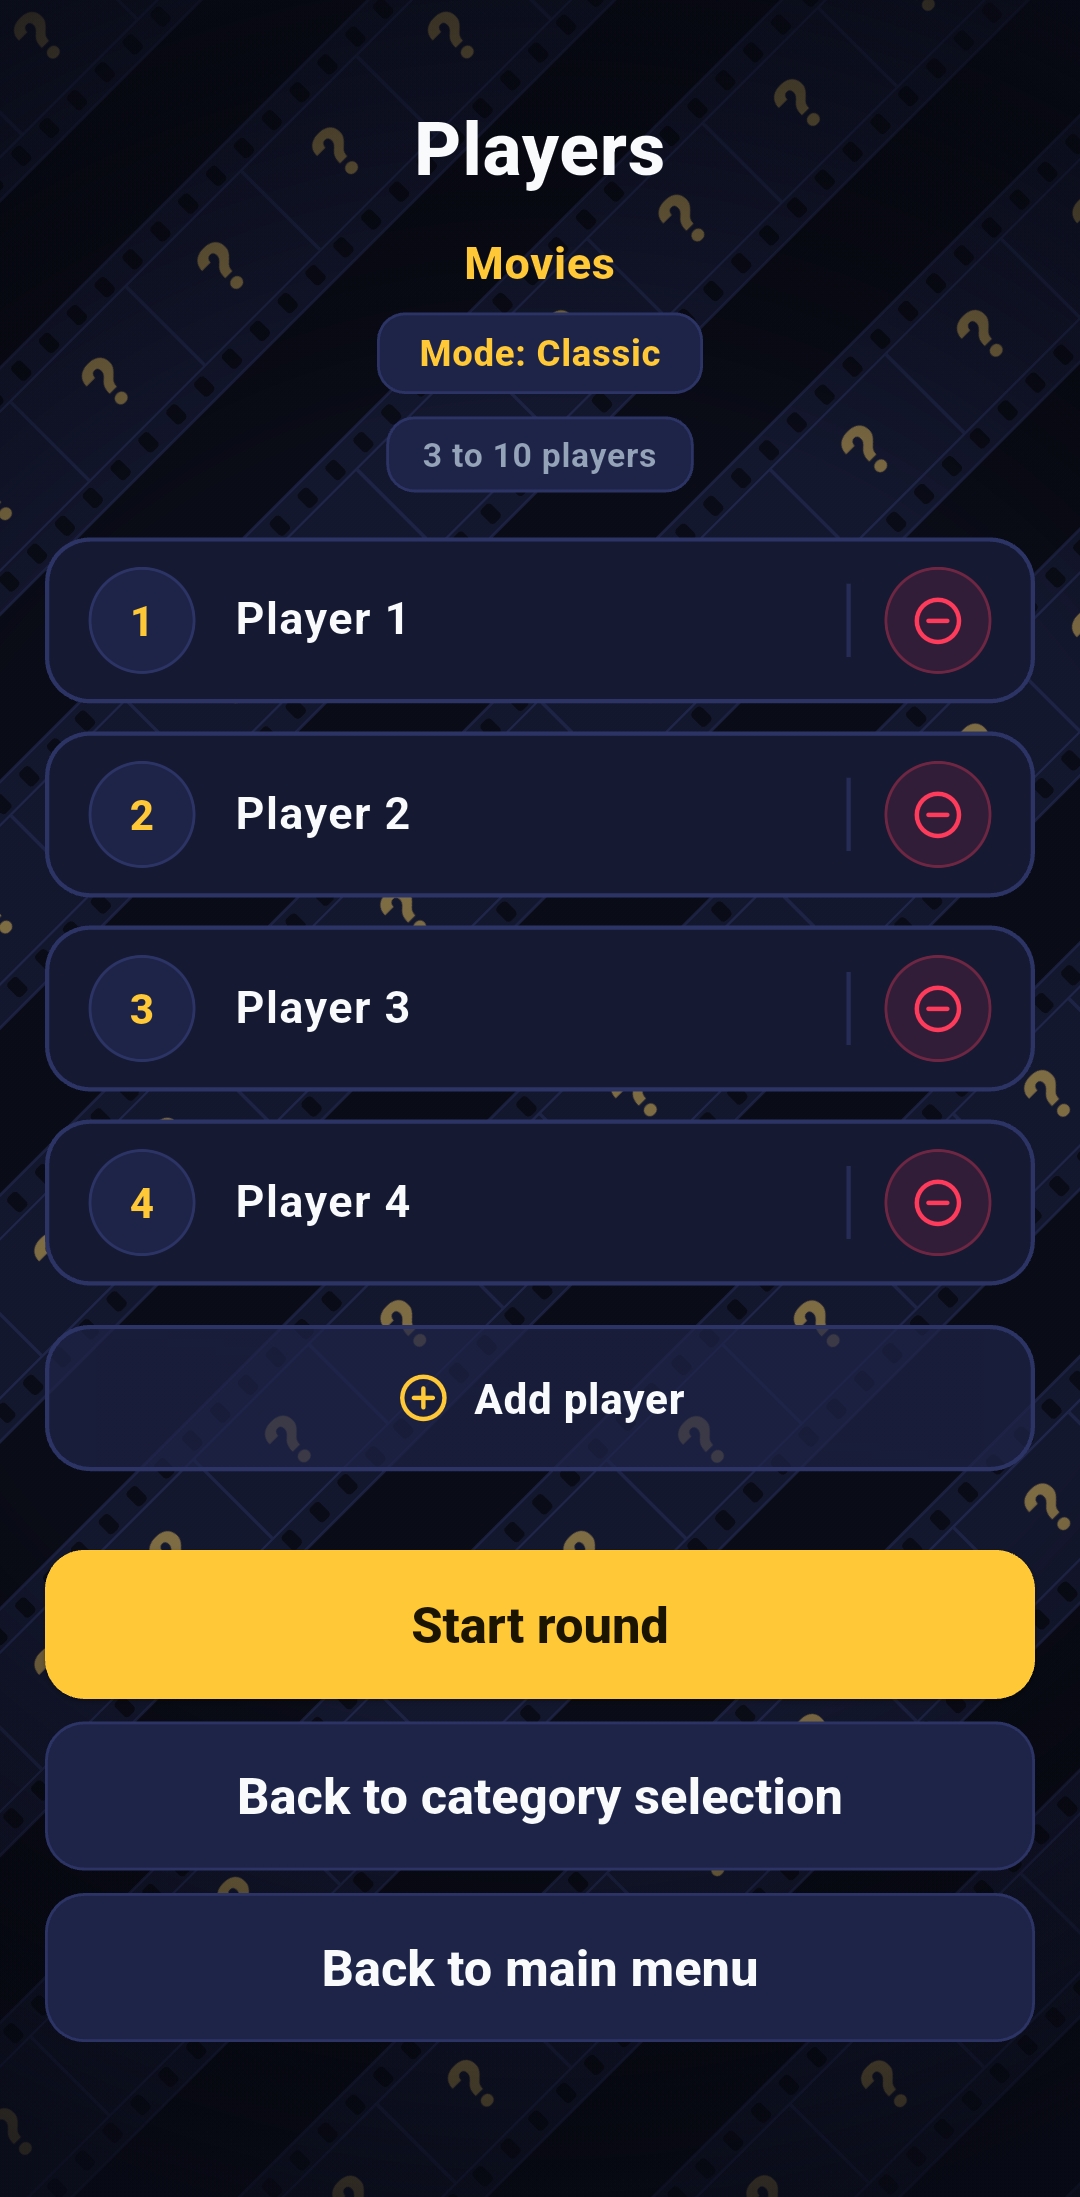 Players
Movies
Mode: Classic
3 to 10 players
1 Player 1
2 Player 2
3 Player 3
4 Player 4
Add player
Start round
Back to category selection
Back to main menu